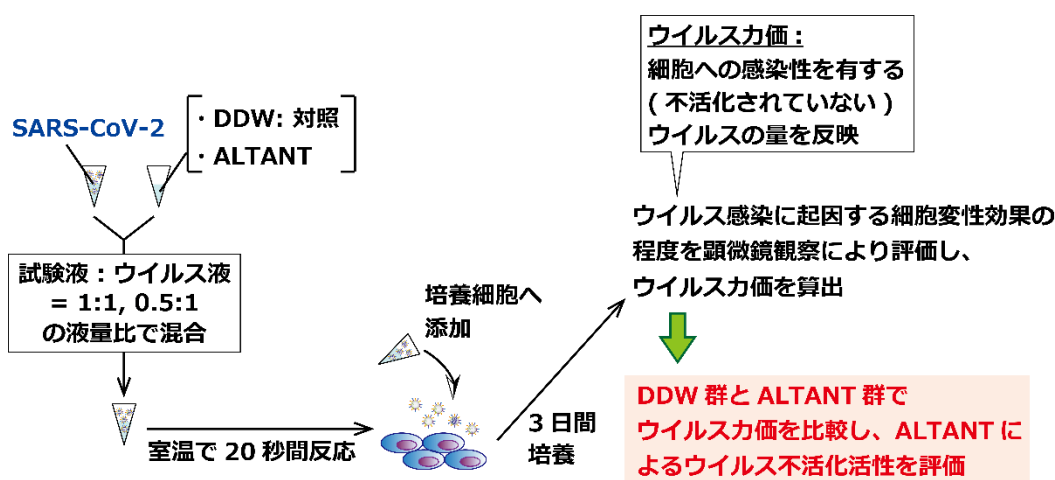 SARS-CoV-2
・DDW: 対照
・ALTANT
試験液：ウイルス液
= 1:1, 0.5:1
の液量比で混合
室温で 20 秒間反応
培養細胞へ
添加
3 日間
培養
ウイルス力価：
細胞への感染性を有する
( 不活化されていない )
ウイルスの量を反映
ウイルス感染に起因する細胞変性効果の
程度を顕微鏡観察により評価し、
ウイルス力価を算出
DDW 群と ALTANT 群で
ウイルス力価を比較し、ALTANT に
よるウイルス不活化活性を評価